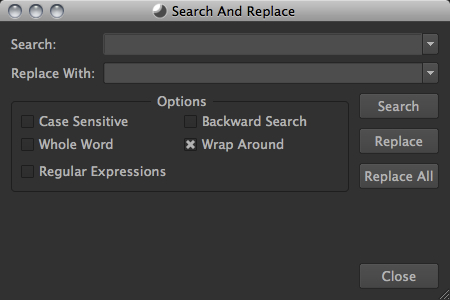 Search And Replace
Search:
Replace With:
Options
Case Sensitive
Backward Search
Whole Word
Wrap Around
Regular Expressions
Search
Replace
Replace All
Close